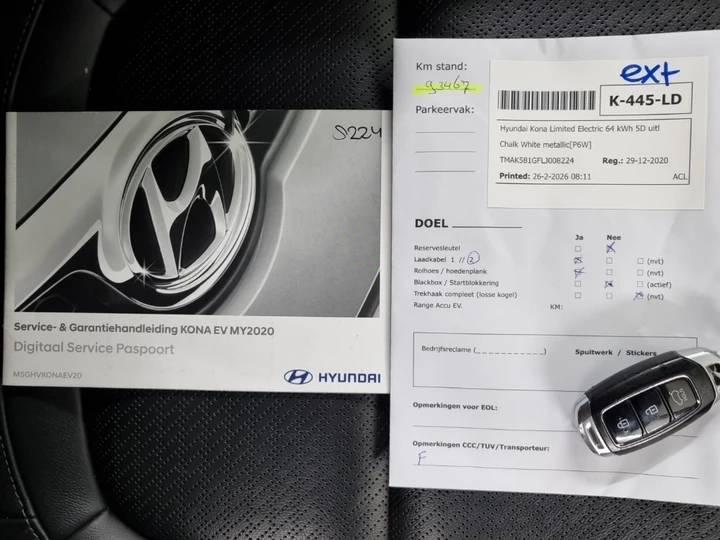 S224
Service- & Garantiehandleiding KONA EV MY2020
Digitaal Service Paspoort
MSGHVKONAEV20
HYUNDAI
Km stand:
93467
Parkeervak:
ext
K-445-LD
Hyundai Kona Limited Electric 64 kWh 5D uitl
Chalk White metallic[P6W]
TMAK581GFLJ008224 Reg.: 29-12-2020
Printed: 26-2-2026 08:11 ACL
DOEL
Ja Nee
Reservesleutel
Laadkabel 1 // 2 (nvt)
Rolhoes / hoedenplank (nvt)
Blackbox / Startblokkering (actief)
Trekhaak compleet (losse kogel) (nvt)
Range Accu EV. KM:
Bedrijfsreclame (_ _ _ _ _ _ _ _ _ _) Spuitwerk / Stickers
Opmerkingen voor EOL:
Opmerkingen CCC/TUV/Transporteur:
F